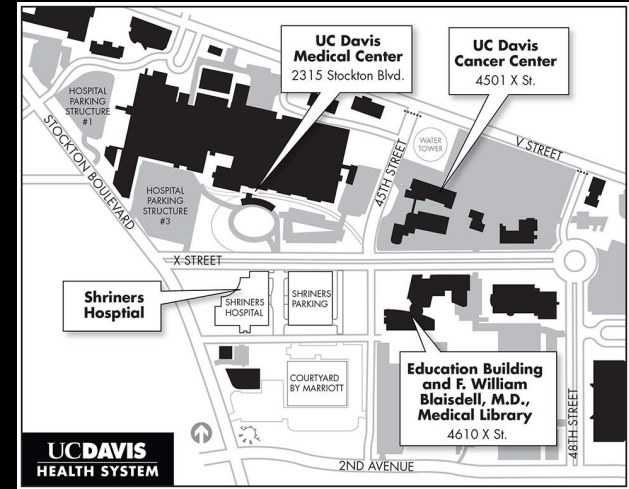 UC Davis
Medical Center
2315 Stockton Blvd.
UC Davis
Cancer Center
4501 X St.
HOSPITAL
PARKING
STRUCTURE
#1
STOCKTON BOULEVARD
HOSPITAL
PARKING
STRUCTURE
#3
45TH STREET
WATER
TOWER
V STREET
X STREET
Shriners
Hosptial
SHRINERS
HOSPITAL
SHRINERS
PARKING
COURTYARD
BY MARRIOTT
Education Building
and F. William
Blaisdell, M.D.,
Medical Library
4610 X St.
48TH STREET
2ND AVENUE
UCDAVIS
HEALTH SYSTEM